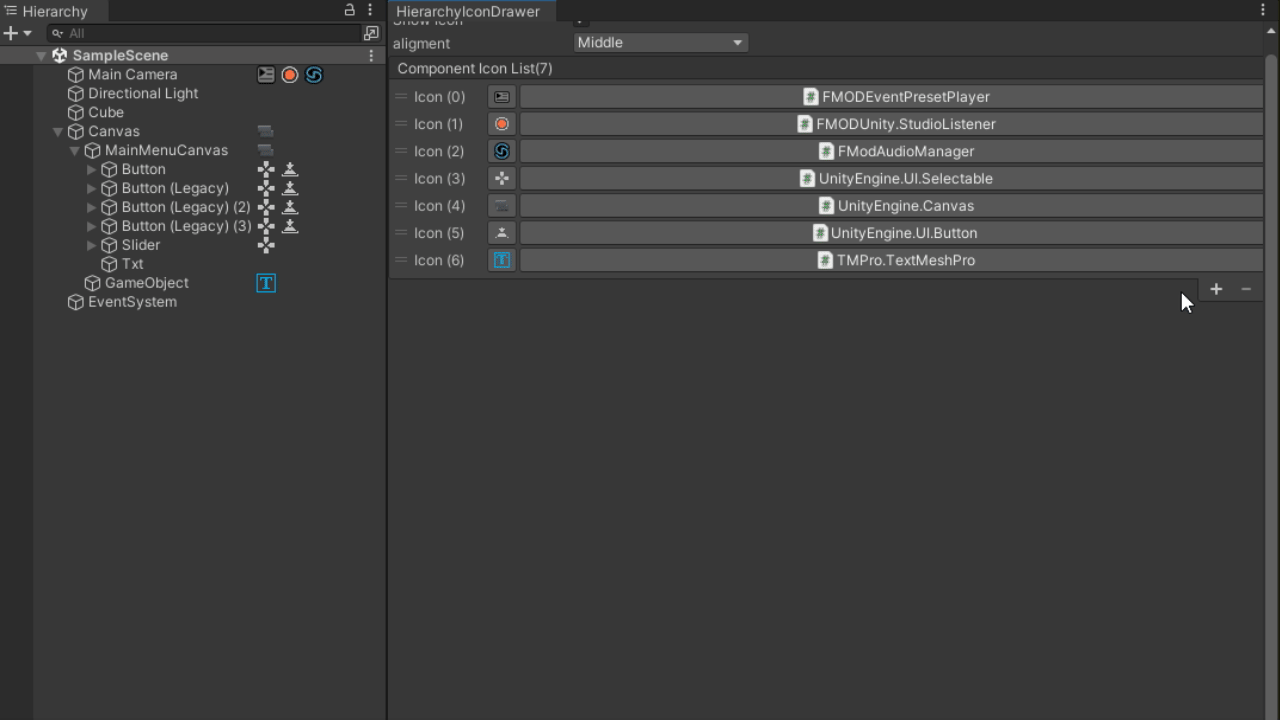 Hierarchy
All
SampleScene
Main Camera
Directional Light
Cube
Canvas
MainMenuCanvas
Button
Button (Legacy)
Button (Legacy) (2)
Button (Legacy) (3)
Slider
Txt
GameObject
EventSystem
HierarchyIconDrawer
Show Icon
aligment Middle
Component Icon List(7)
Icon (0) FMODEventPresetPlayer
Icon (1) FMODUnity.StudioListener
Icon (2) FModAudioManager
Icon (3) UnityEngine.UI.Selectable
Icon (4) UnityEngine.Canvas
Icon (5) UnityEngine.UI.Button
Icon (6) TMPro.TextMeshPro